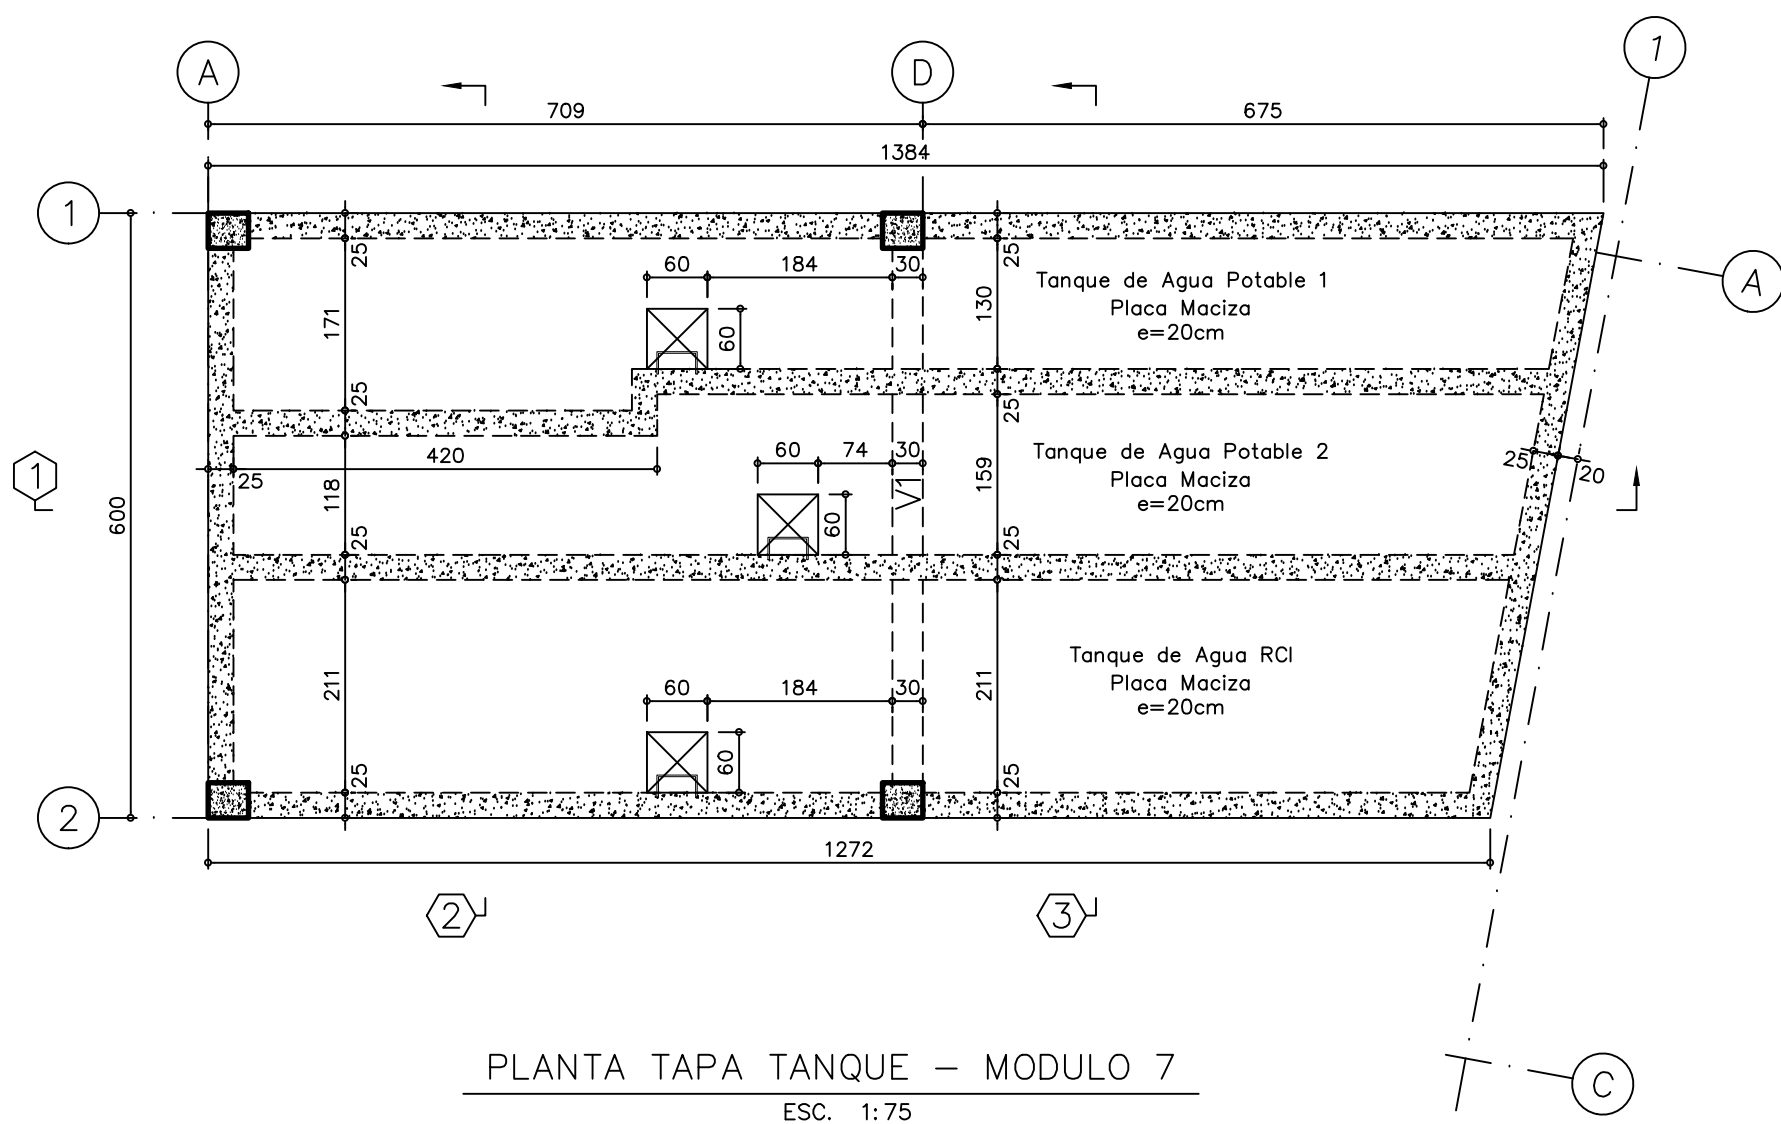 1
A
D
709
675
1384
1
A
25
25
60
184
30
Tanque de Agua Potable 1
Placa Maciza
e=20cm
171
130
60
25
25
420
60
74
30
Tanque de Agua Potable 2
Placa Maciza
e=20cm
1
25
25
20
600
118
60
V1
159
25
25
Tanque de Agua RCI
Placa Maciza
e=20cm
211
60
184
30
211
60
25
25
2
1272
2
3
PLANTA TAPA TANQUE – MODULO 7
ESC. 1:75
C